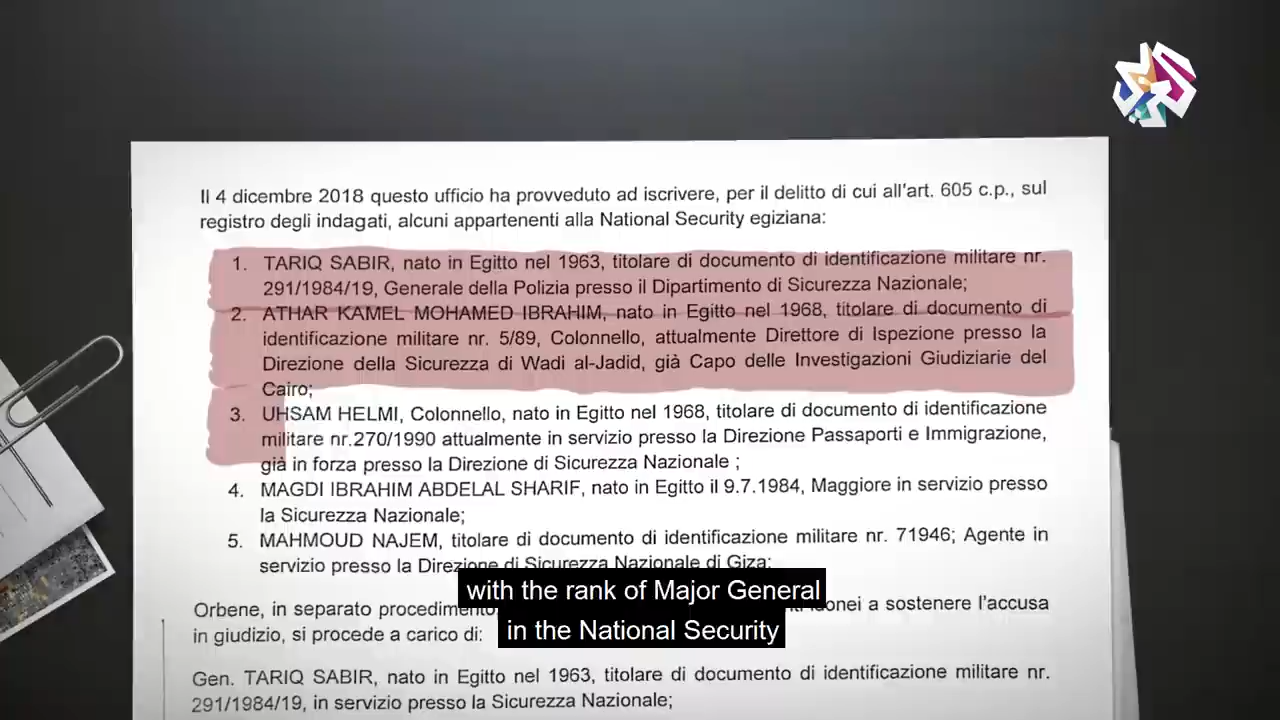 Il 4 dicembre 2018 questo ufficio ha provveduto ad iscrivere, per il delitto di cui all'art. 605 c.p., sul
registro degli indagati, alcuni appartenenti alla National Security egiziana:
1. TARIQ SABIR, nato in Egitto nel 1963, titolare di documento di identificazione militare nr.
291/1984/19, Generale della Polizia presso il Dipartimento di Sicurezza Nazionale;
2. ATHAR KAMEL MOHAMED IBRAHIM, nato in Egitto nel 1968, titolare di documento di
identificazione militare nr. 5/89, Colonnello, attualmente Direttore di Ispezione presso la
Direzione della Sicurezza di Wadi al-Jadid, già Capo delle Investigazioni Giudiziarie del
Cairo;
3. UHSAM HELMI, Colonnello, nato in Egitto nel 1968, titolare di documento di identificazione
militare nr.270/1990 attualmente in servizio presso la Direzione Passaporti e Immigrazione,
già in forza presso la Direzione di Sicurezza Nazionale ;
4. MAGDI IBRAHIM ABDELAL SHARIF, nato in Egitto il 9.7.1984, Maggiore in servizio presso
la Sicurezza Nazionale;
5. MAHMOUD NAJEM, titolare di documento di identificazione militare nr. 71946; Agente in
servizio presso la Direzione di Sicurezza Nazionale di Giza;
Orbene, in separato procedimento a sostenere l'accusa
in giudizio, si procede a carico di:
with the rank of Major General
in the National Security
Gen. TARIQ SABIR, nato in Egitto nel 1963, titolare di documento di identificazione militare nr.
291/1984/19, in servizio presso la Sicurezza Nazionale;